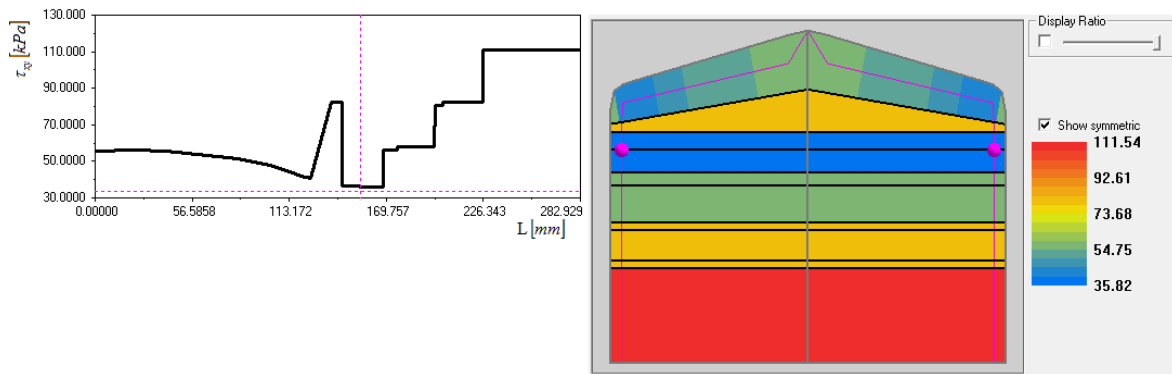 130.000
110.000
90.0000
70.0000
50.0000
30.0000
τxy [kPa]
0.00000 56.5858 113.172 169.757 226.343 282.929
L [mm]
Display Ratio
Show symmetric
111.54
92.61
73.68
54.75
35.82